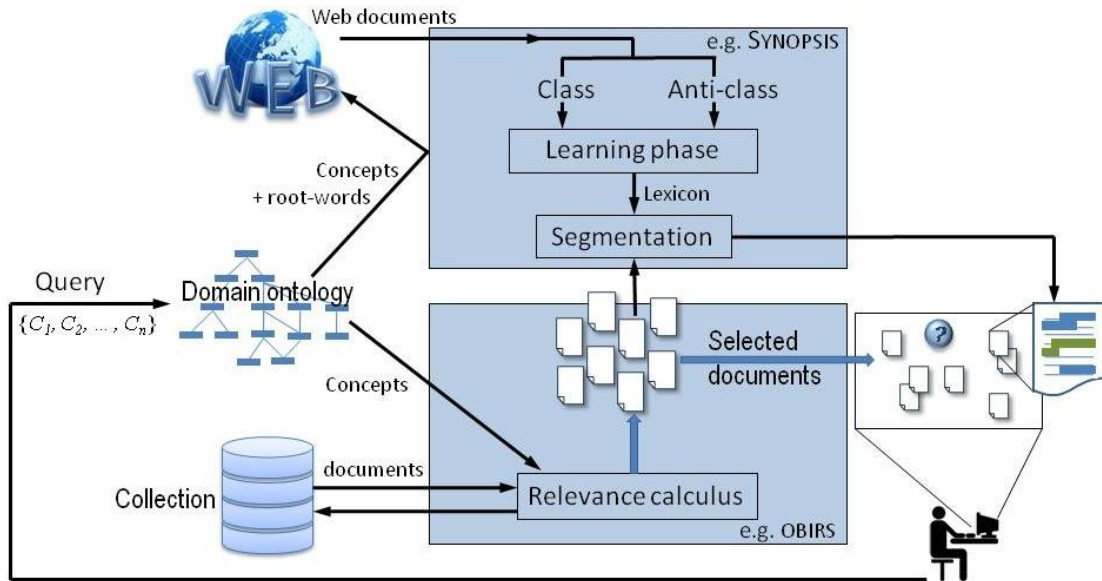 Web documents
e.g. SYNOPSIS
WEB
Class
Anti-class
Learning phase
Concepts
+ root-words
Lexicon
Segmentation
Query
Domain ontology
{C1, C2, ... , Cn}
?
Selected
documents
Concepts
documents
Collection
Relevance calculus
e.g. OBIRS